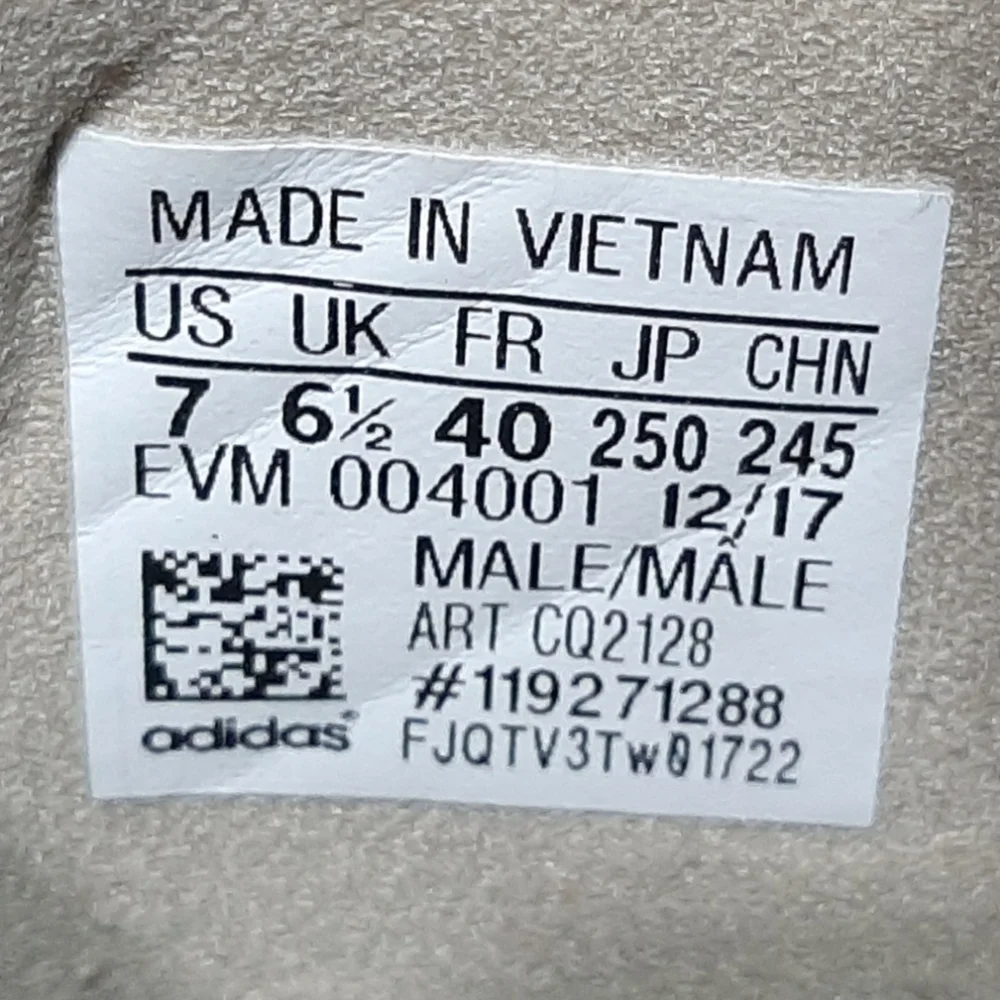 MADE IN VIETNAM
US UK FR JP CHN
7 6½ 40 250 245
EVM 004001 12/17
MALE/MÂLE
ART CQ2128
#119271288
adidas FJQTV3Tw01722